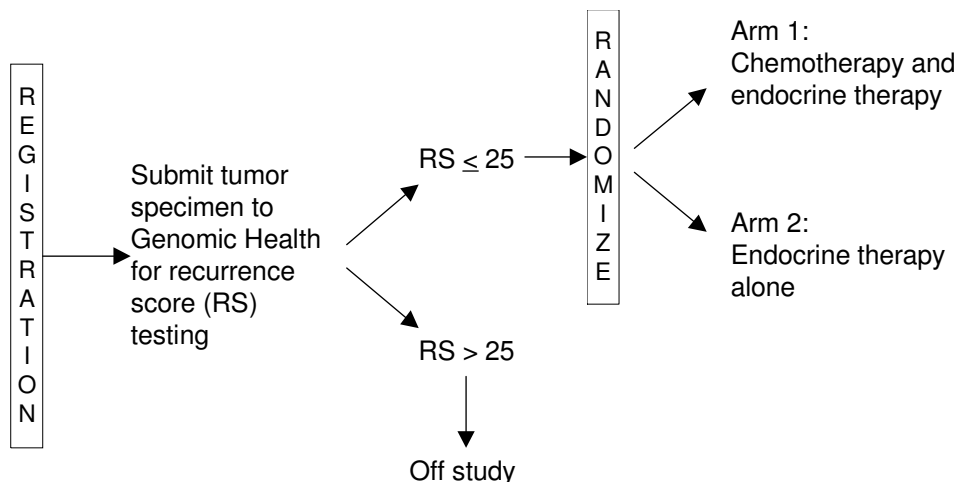 REGISTRATION
Submit tumor
specimen to
Genomic Health
for recurrence
score (RS)
testing
RS ≤ 25
RS > 25
Off study
RANDOMIZE
Arm 1:
Chemotherapy and
endocrine therapy
Arm 2:
Endocrine therapy
alone